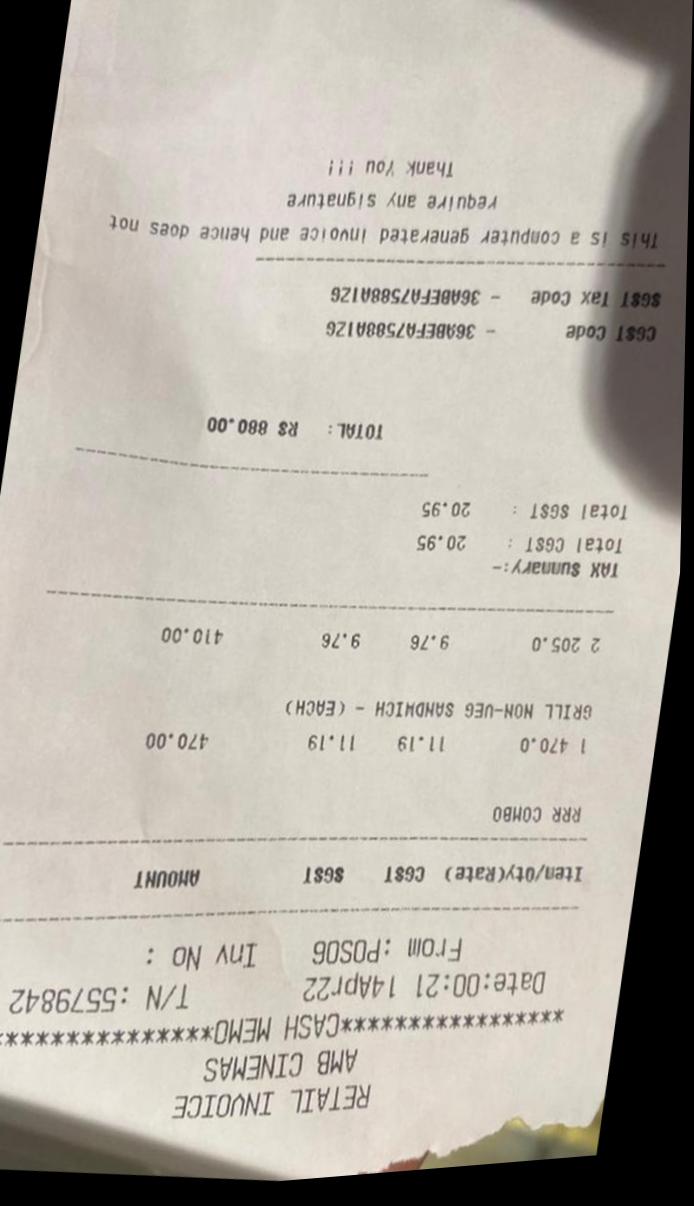 RETAIL INVOICE
AMB CINEMAS
******************CASH MEMO****************
Date:00:21 14Apr22 T/N :5579842
From :POS06 Inv No :
Iten/Qty(Rate) CGST SGST AMOUNT
RRR COMBO
1 470.0 11.19 11.19 470.00
GRILL NON-VEG SANDWICH - (EACH)
2 205.0 9.76 9.76 410.00
TAX Sunnary:-
Total CGST : 20.95
Total SGST : 20.95
TOTAL: RS 880.00
CGST Code - 36ABEFA7588A1ZG
SGST Tax Code - 36ABEFA7588A1ZG
This is a computer generated invoice and hence does not
require any signature
Thank You !!!